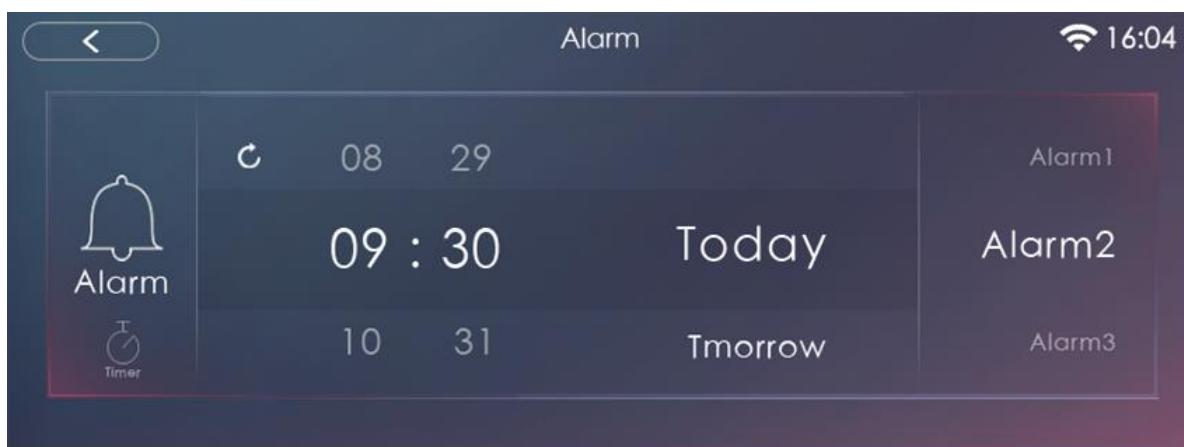 Alarm 16:04
08 29 Alarm1
09 : 30 Today Alarm2
Alarm
10 31 Tmorrow Alarm3
Timer